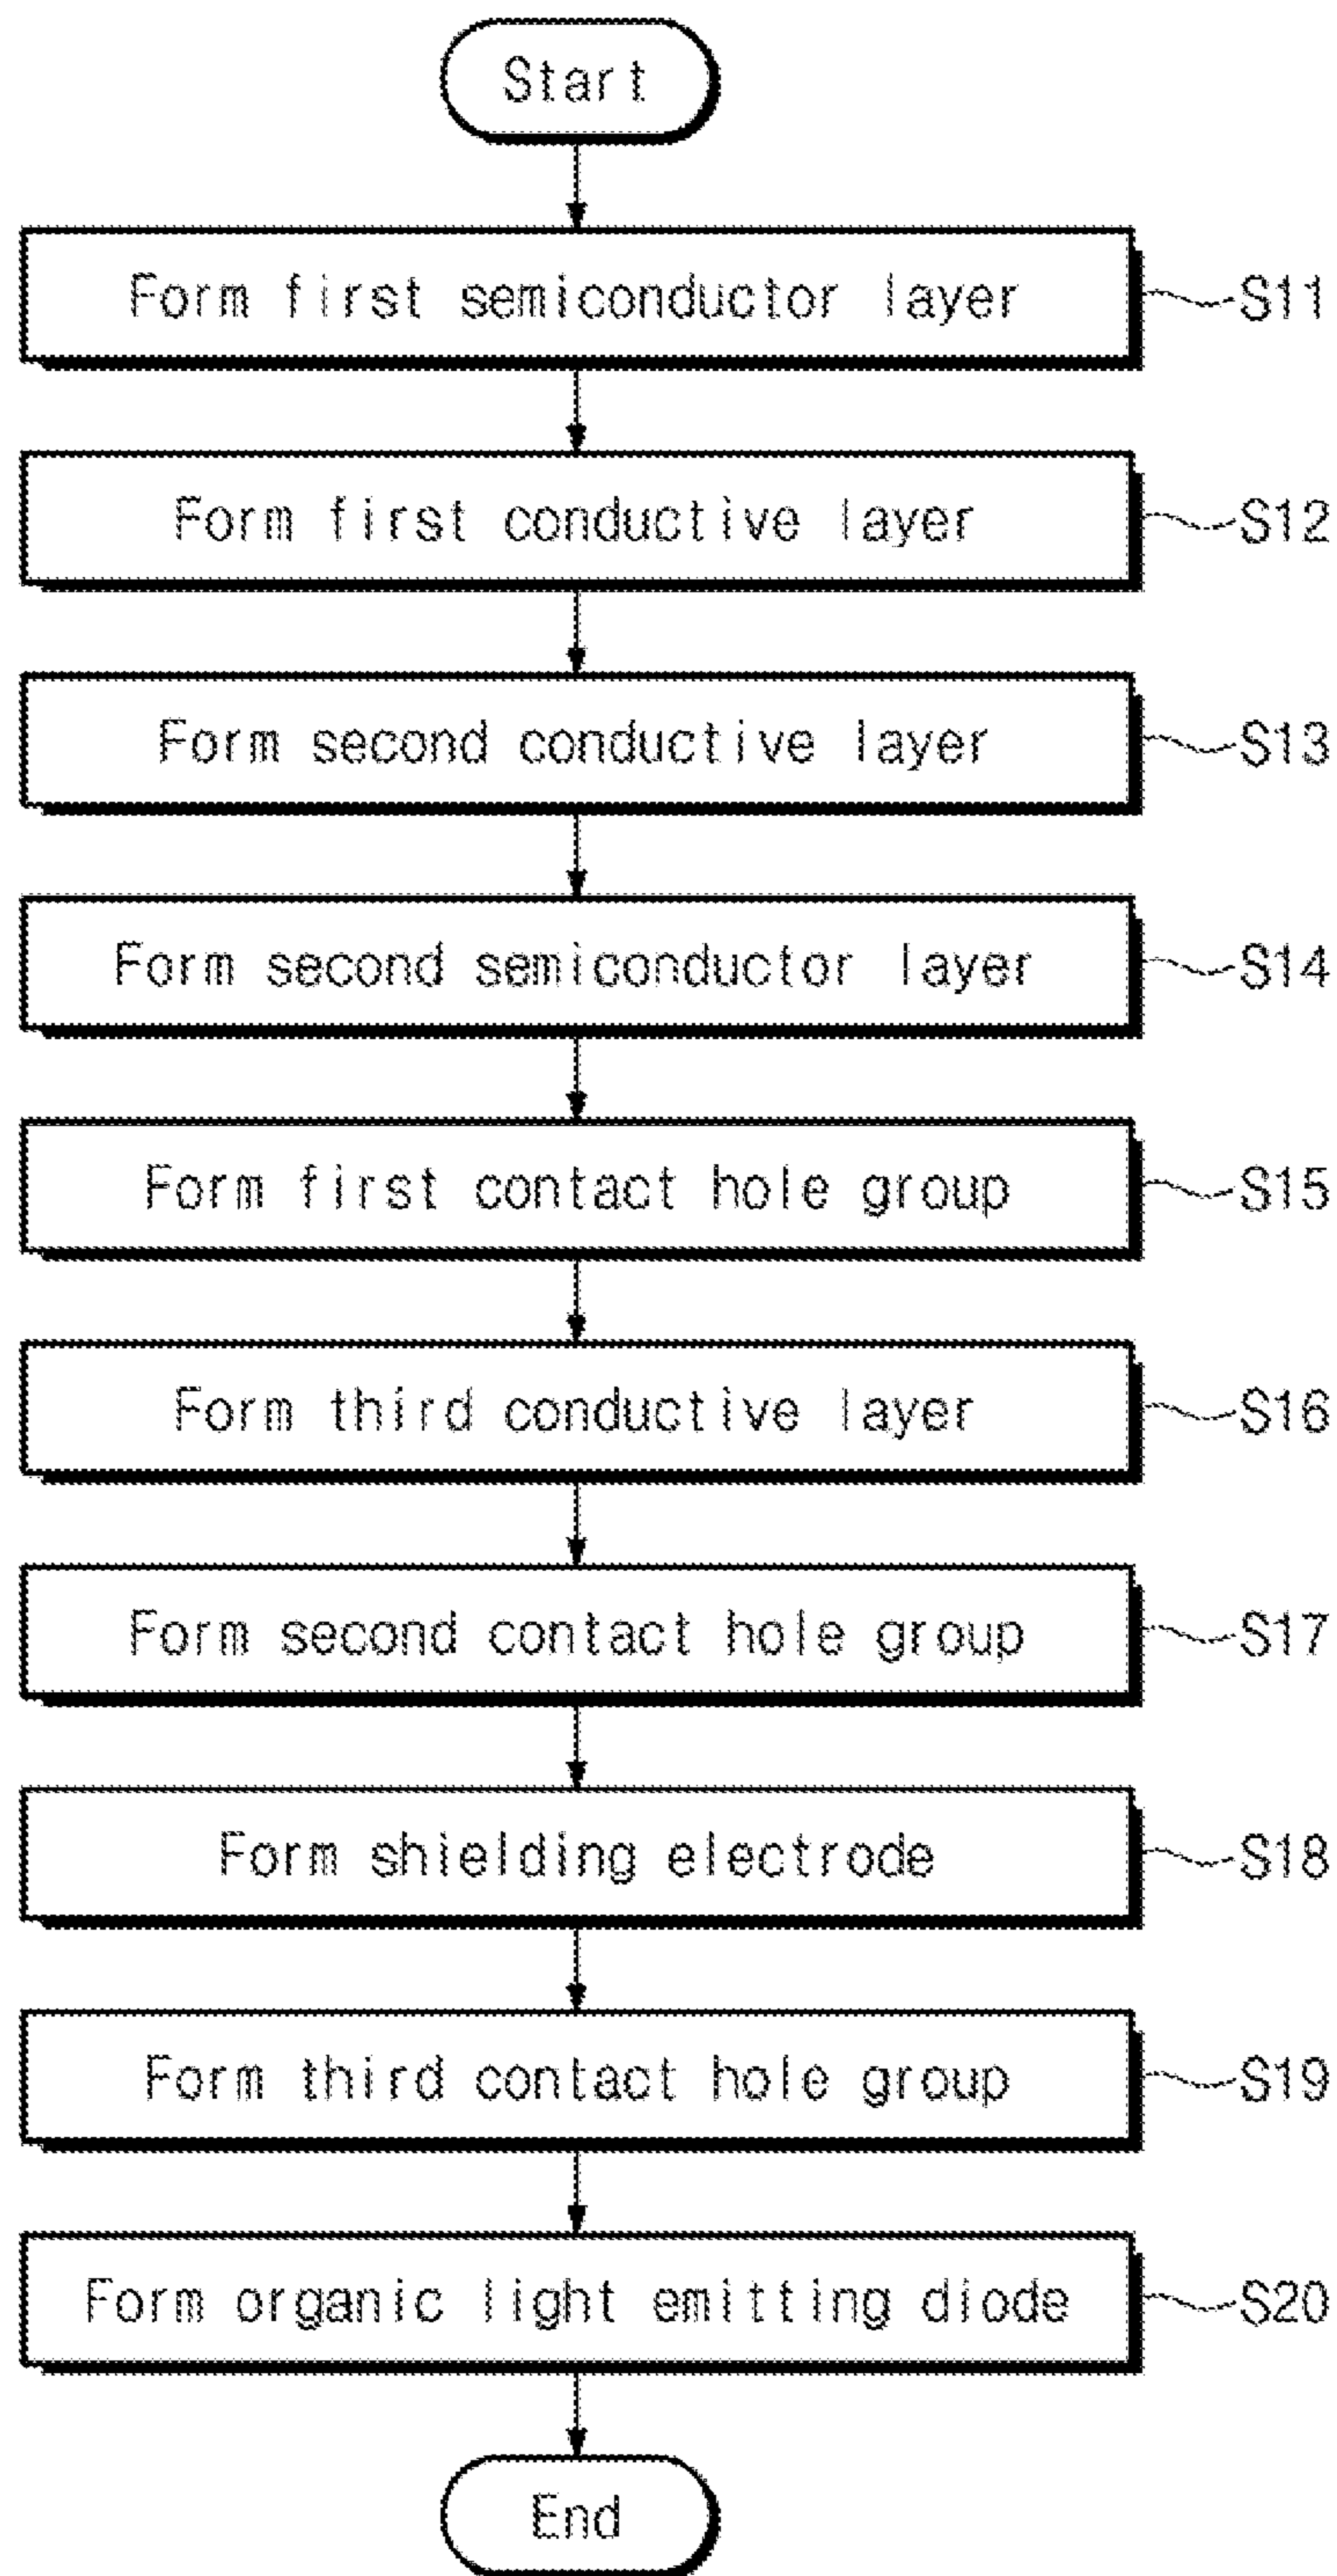 Start
Form first semiconductor layer
S11
Form first conductive layer
S12
Form second conductive layer
S13
Form second semiconductor layer
S14
Form first contact hole group
S15
Form third conductive layer
S16
Form second contact hole group
S17
Form shielding electrode
S18
Form third contact hole group
S19
Form organic light emitting diode
S20
End